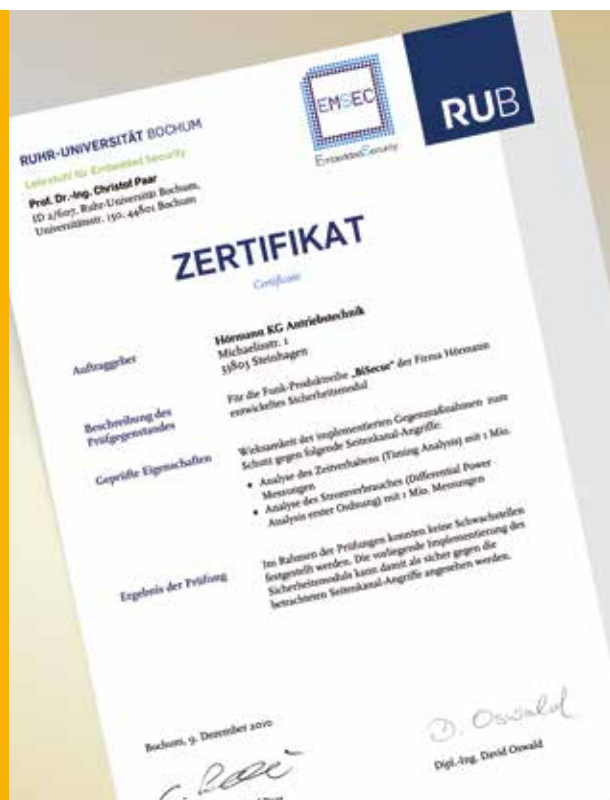 RUHR-UNIVERSITÄT BOCHUM
Lehrstuhl für Embedded Security
Prof. Dr.-Ing. Christof Paar
ID 2/607, Ruhr-Universität Bochum,
Universitätsstr. 150, 44801 Bochum
EMSEC
EmbeddedSecurity
RUB
ZERTIFIKAT
Certificate
Auftraggeber
Hörmann KG Antriebstechnik
Michaelisstr. 1
33803 Steinhagen
Beschreibung des
Prüfgegenstandes
Für die Funk-Produktreihe „BiSecur" der Firma Hörmann
entwickeltes Sicherheitsmodul
Geprüfte Eigenschaften
Wirksamkeit der implementierten Gegenmaßnahmen zum
Schutz gegen folgende Seitenkanal-Angriffe:
• Analyse des Zeitverhaltens (Timing Analysis) mit 1 Mio.
Messungen
• Analyse des Stromverbrauches (Differential Power
Analysis erster Ordnung) mit 1 Mio. Messungen
Ergebnis der Prüfung
Im Rahmen der Prüfungen konnten keine Schwachstellen
festgestellt werden. Die vorliegende Implementierung des
Sicherheitsmoduls kann damit als sicher gegen die
betrachteten Seitenkanal-Angriffe angesehen werden.
Bochum, 9. Dezember 2010
D. Oswald
Dipl.-Ing. David Oswald